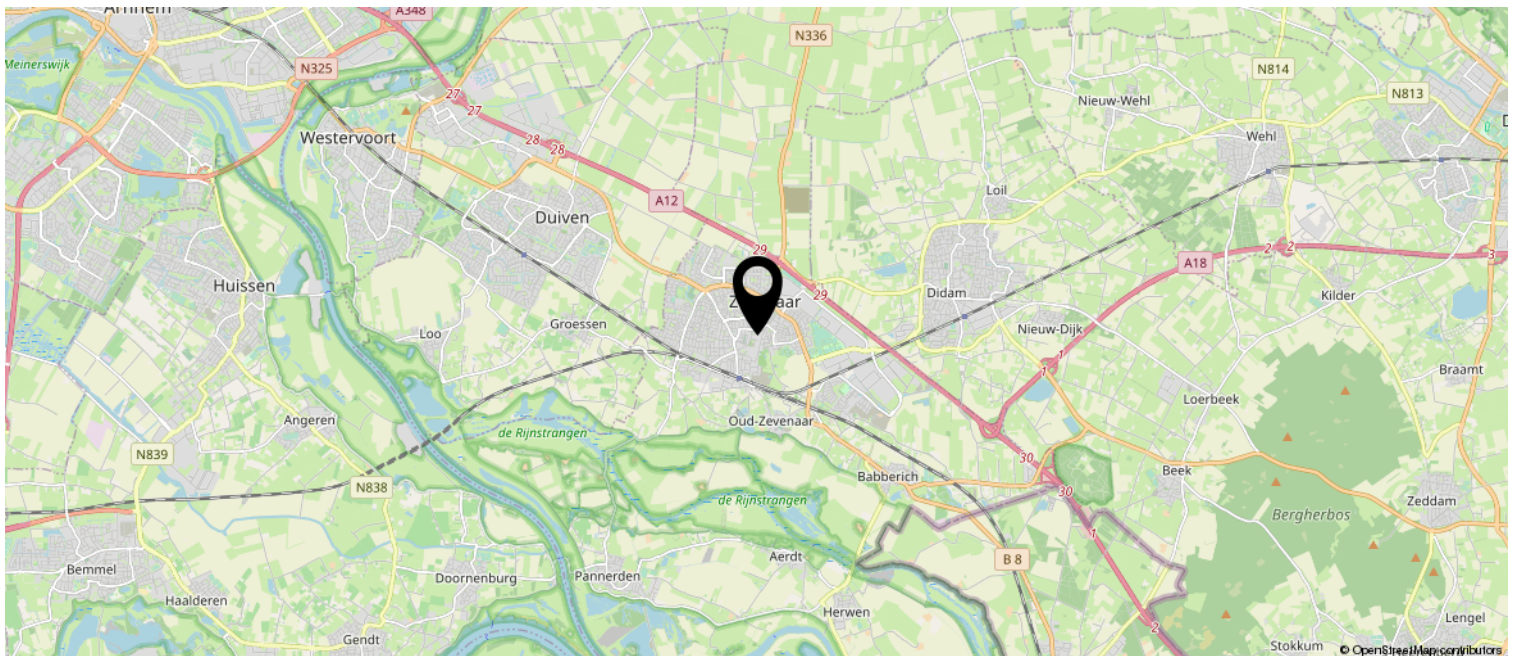 Arnhem
A348
N336
Meinerswijk
N325
N814
27
N813
27
Nieuw-Wehl
28
28
Westervoort
Wehl
Loil
A12
Duiven
29
2
2
3
A18
Huissen
Didam
29
Kilder
Groessen
Nieuw-Dijk
Loo
1
1
Braamt
Loerbeek
Angeren
Oud-Zevenaar
de Rijnstrangen
N839
30
Beek
Babberich
N838
30
de Rijnstrangen
Zeddam
Bergherbos
1
Aerdt
B 8
Bemmel
Doornenburg
Pannerden
Haalderen
Herwen
Lengel
2
Gendt
Stokkum
© OpenStreetMap contributors